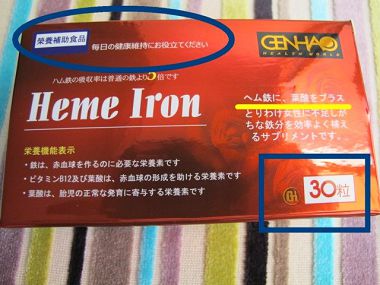 栄養補助食品
毎日の健康維持にお役立てください
GENHAO
HEALTH WORLD
ヘム鉄の吸収率は普通の鉄より5倍です
Heme Iron
ヘム鉄に、葉酸をプラス
とりわけ女性に不足しが
ちな鉄分を効率よく補え
るサプリメントです。
栄養機能表示
・鉄は、赤血球を作るのに必要な栄養素です
・ビタミンB12及び葉酸は、赤血球の形成を助ける栄養素です
・葉酸は、胎児の正常な発育に寄与する栄養素です
30粒